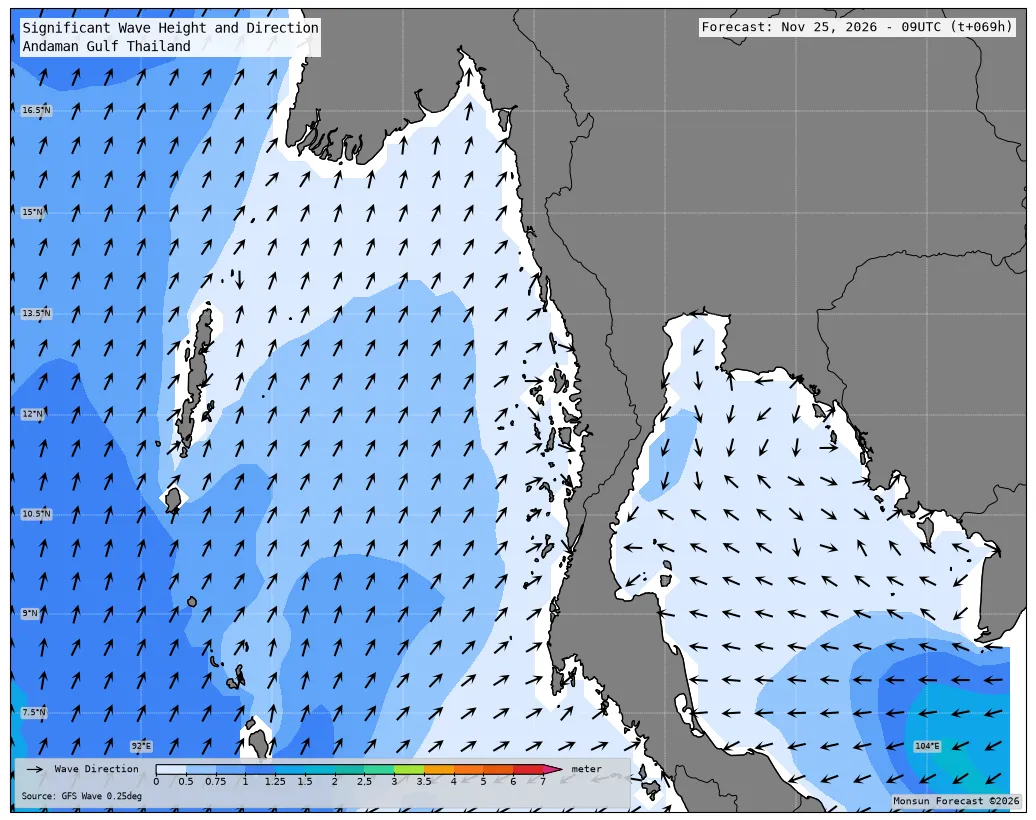 Significant Wave Height and Direction
Andaman Gulf Thailand
Forecast: Nov 25, 2026 - 09UTC (t+069h)
16.5°N
15°N
13.5°N
12°N
10.5°N
9°N
7.5°N
92°E
104°E
Wave Direction
0.5 0.75 1 1.25 1.5 2 2.5 3 3.5 4 5 6 7
meter
Source: GFS Wave 0.25deg
Monsun Forecast ©2026